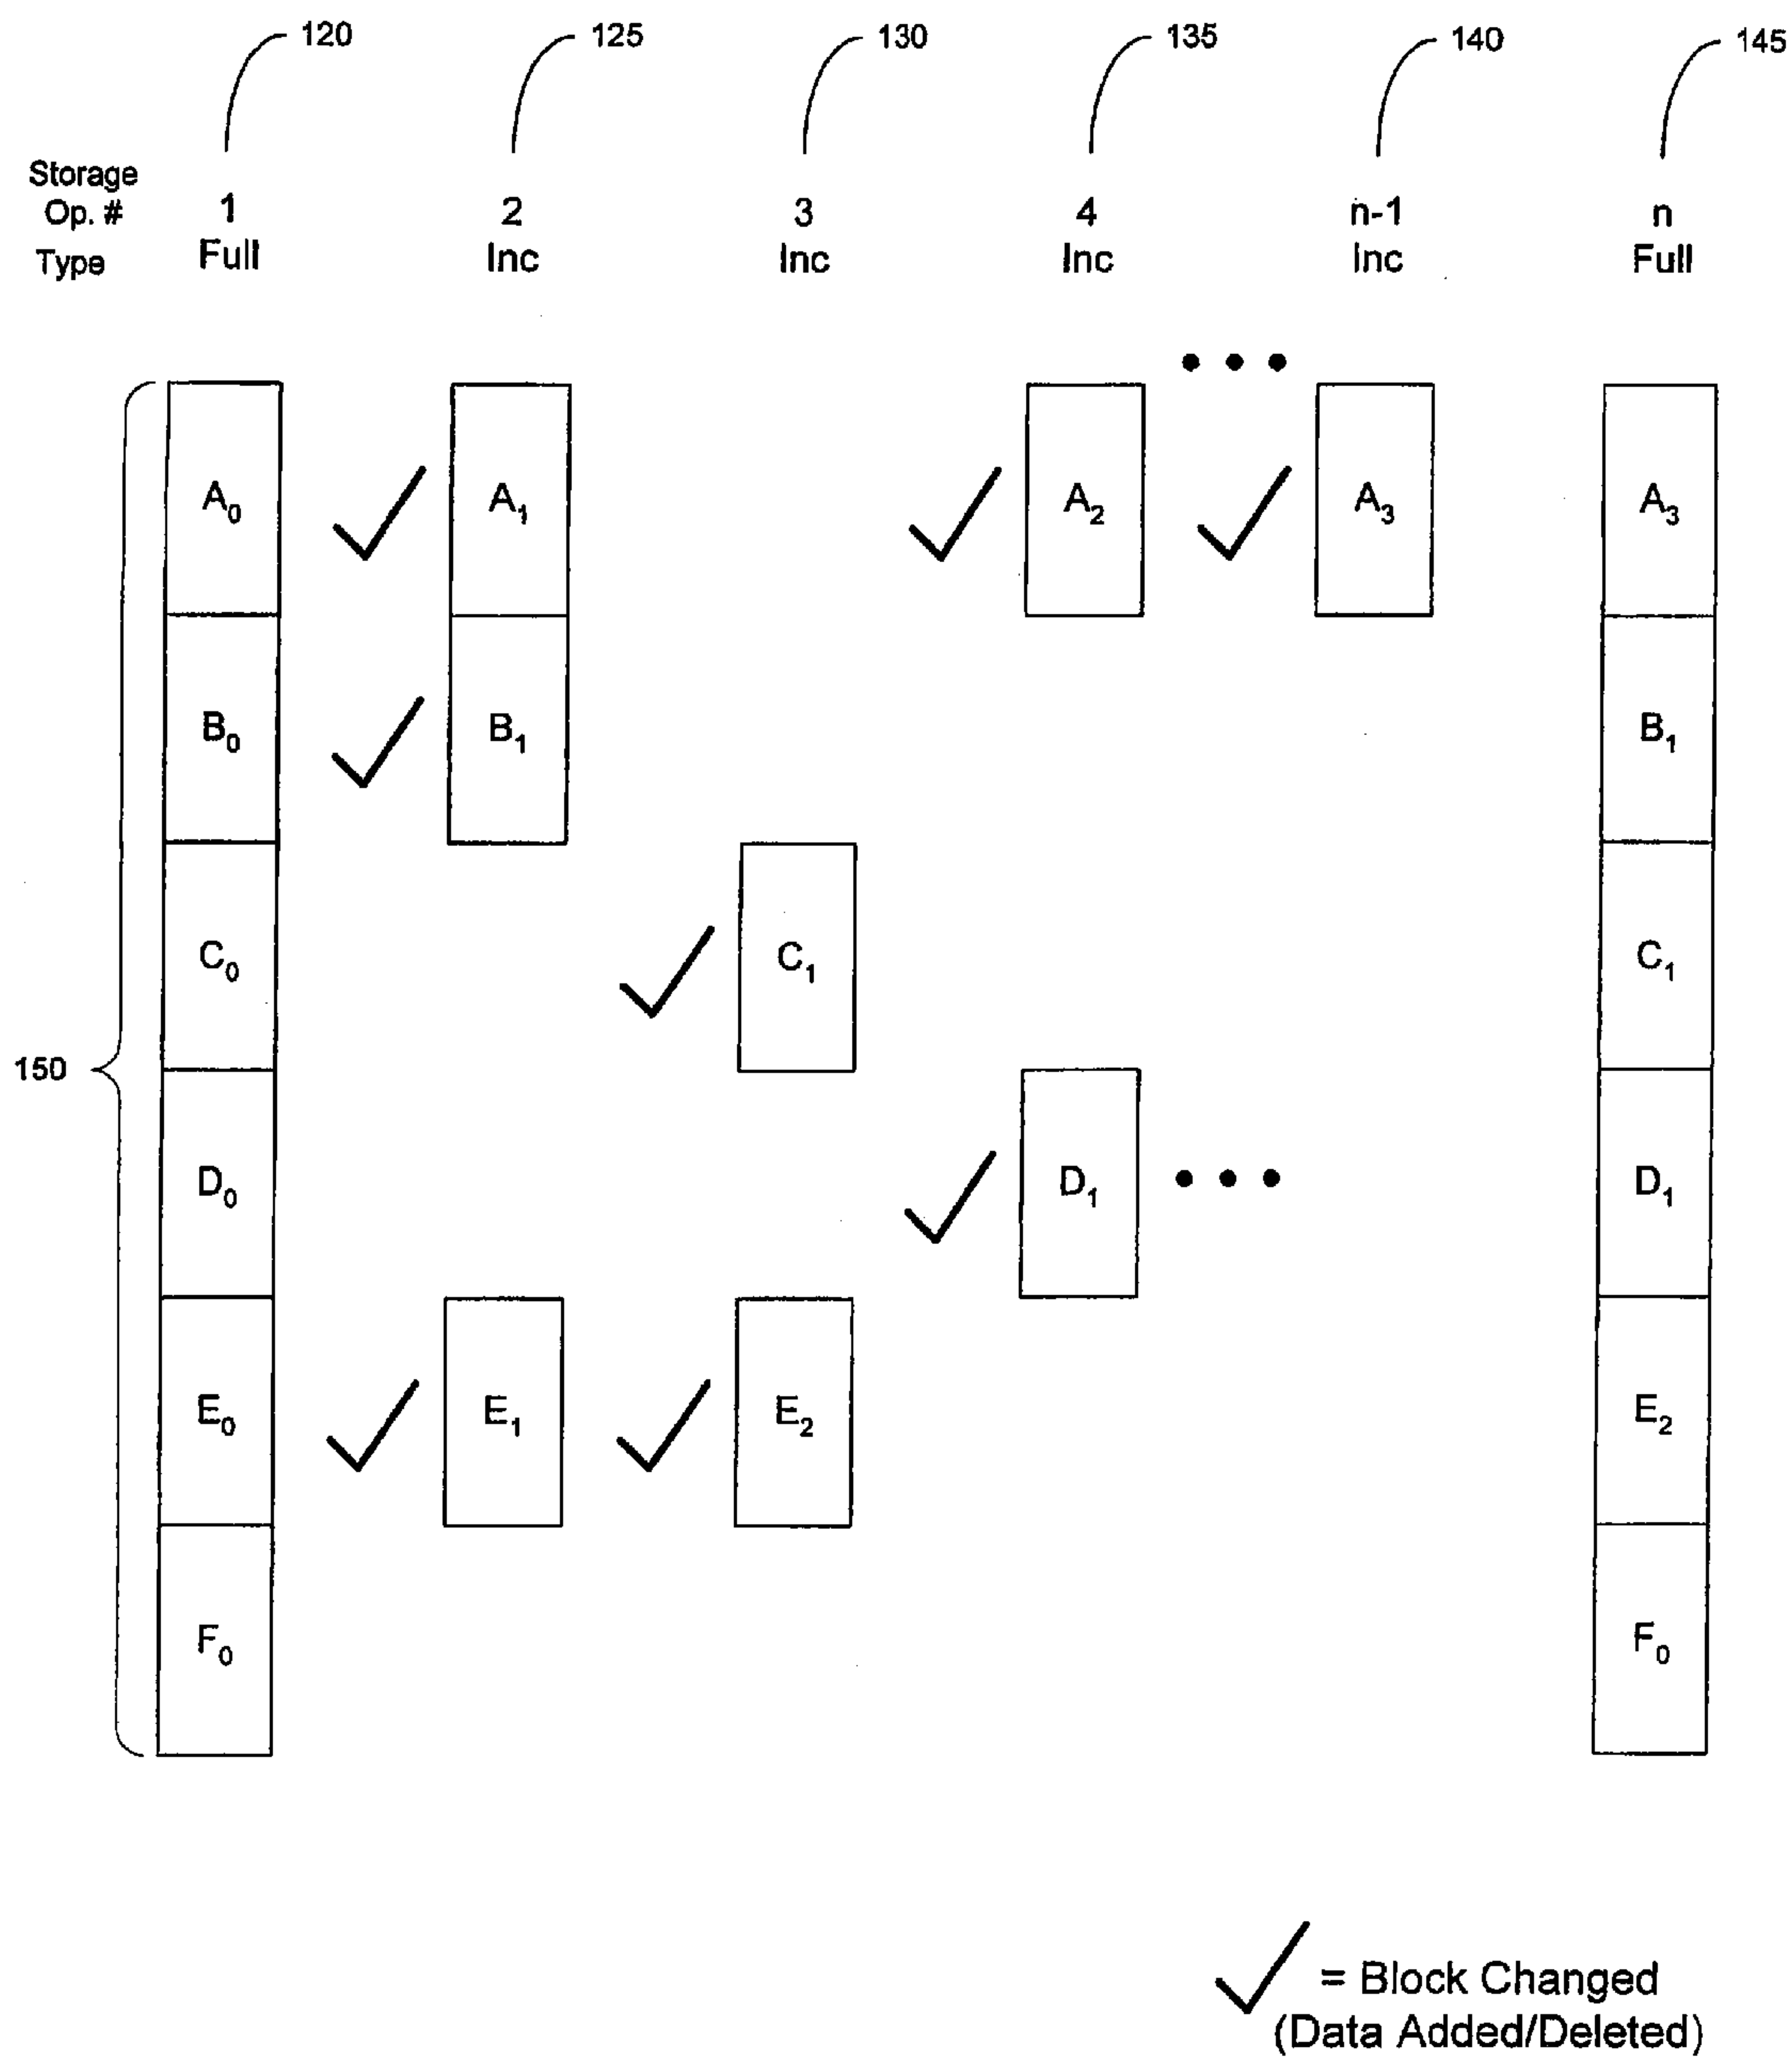 120 125 130 135 140 145
Storage
Op. # 1 2 3 4 n-1 n
Type Full Inc Inc Inc Inc Full
A0 A1 A2 A3 A3
B0 B1 B1
C0 C1 C1
150
D0 D1 D1
E0 E1 E2 E2
F0 F0
= Block Changed
(Data Added/Deleted)